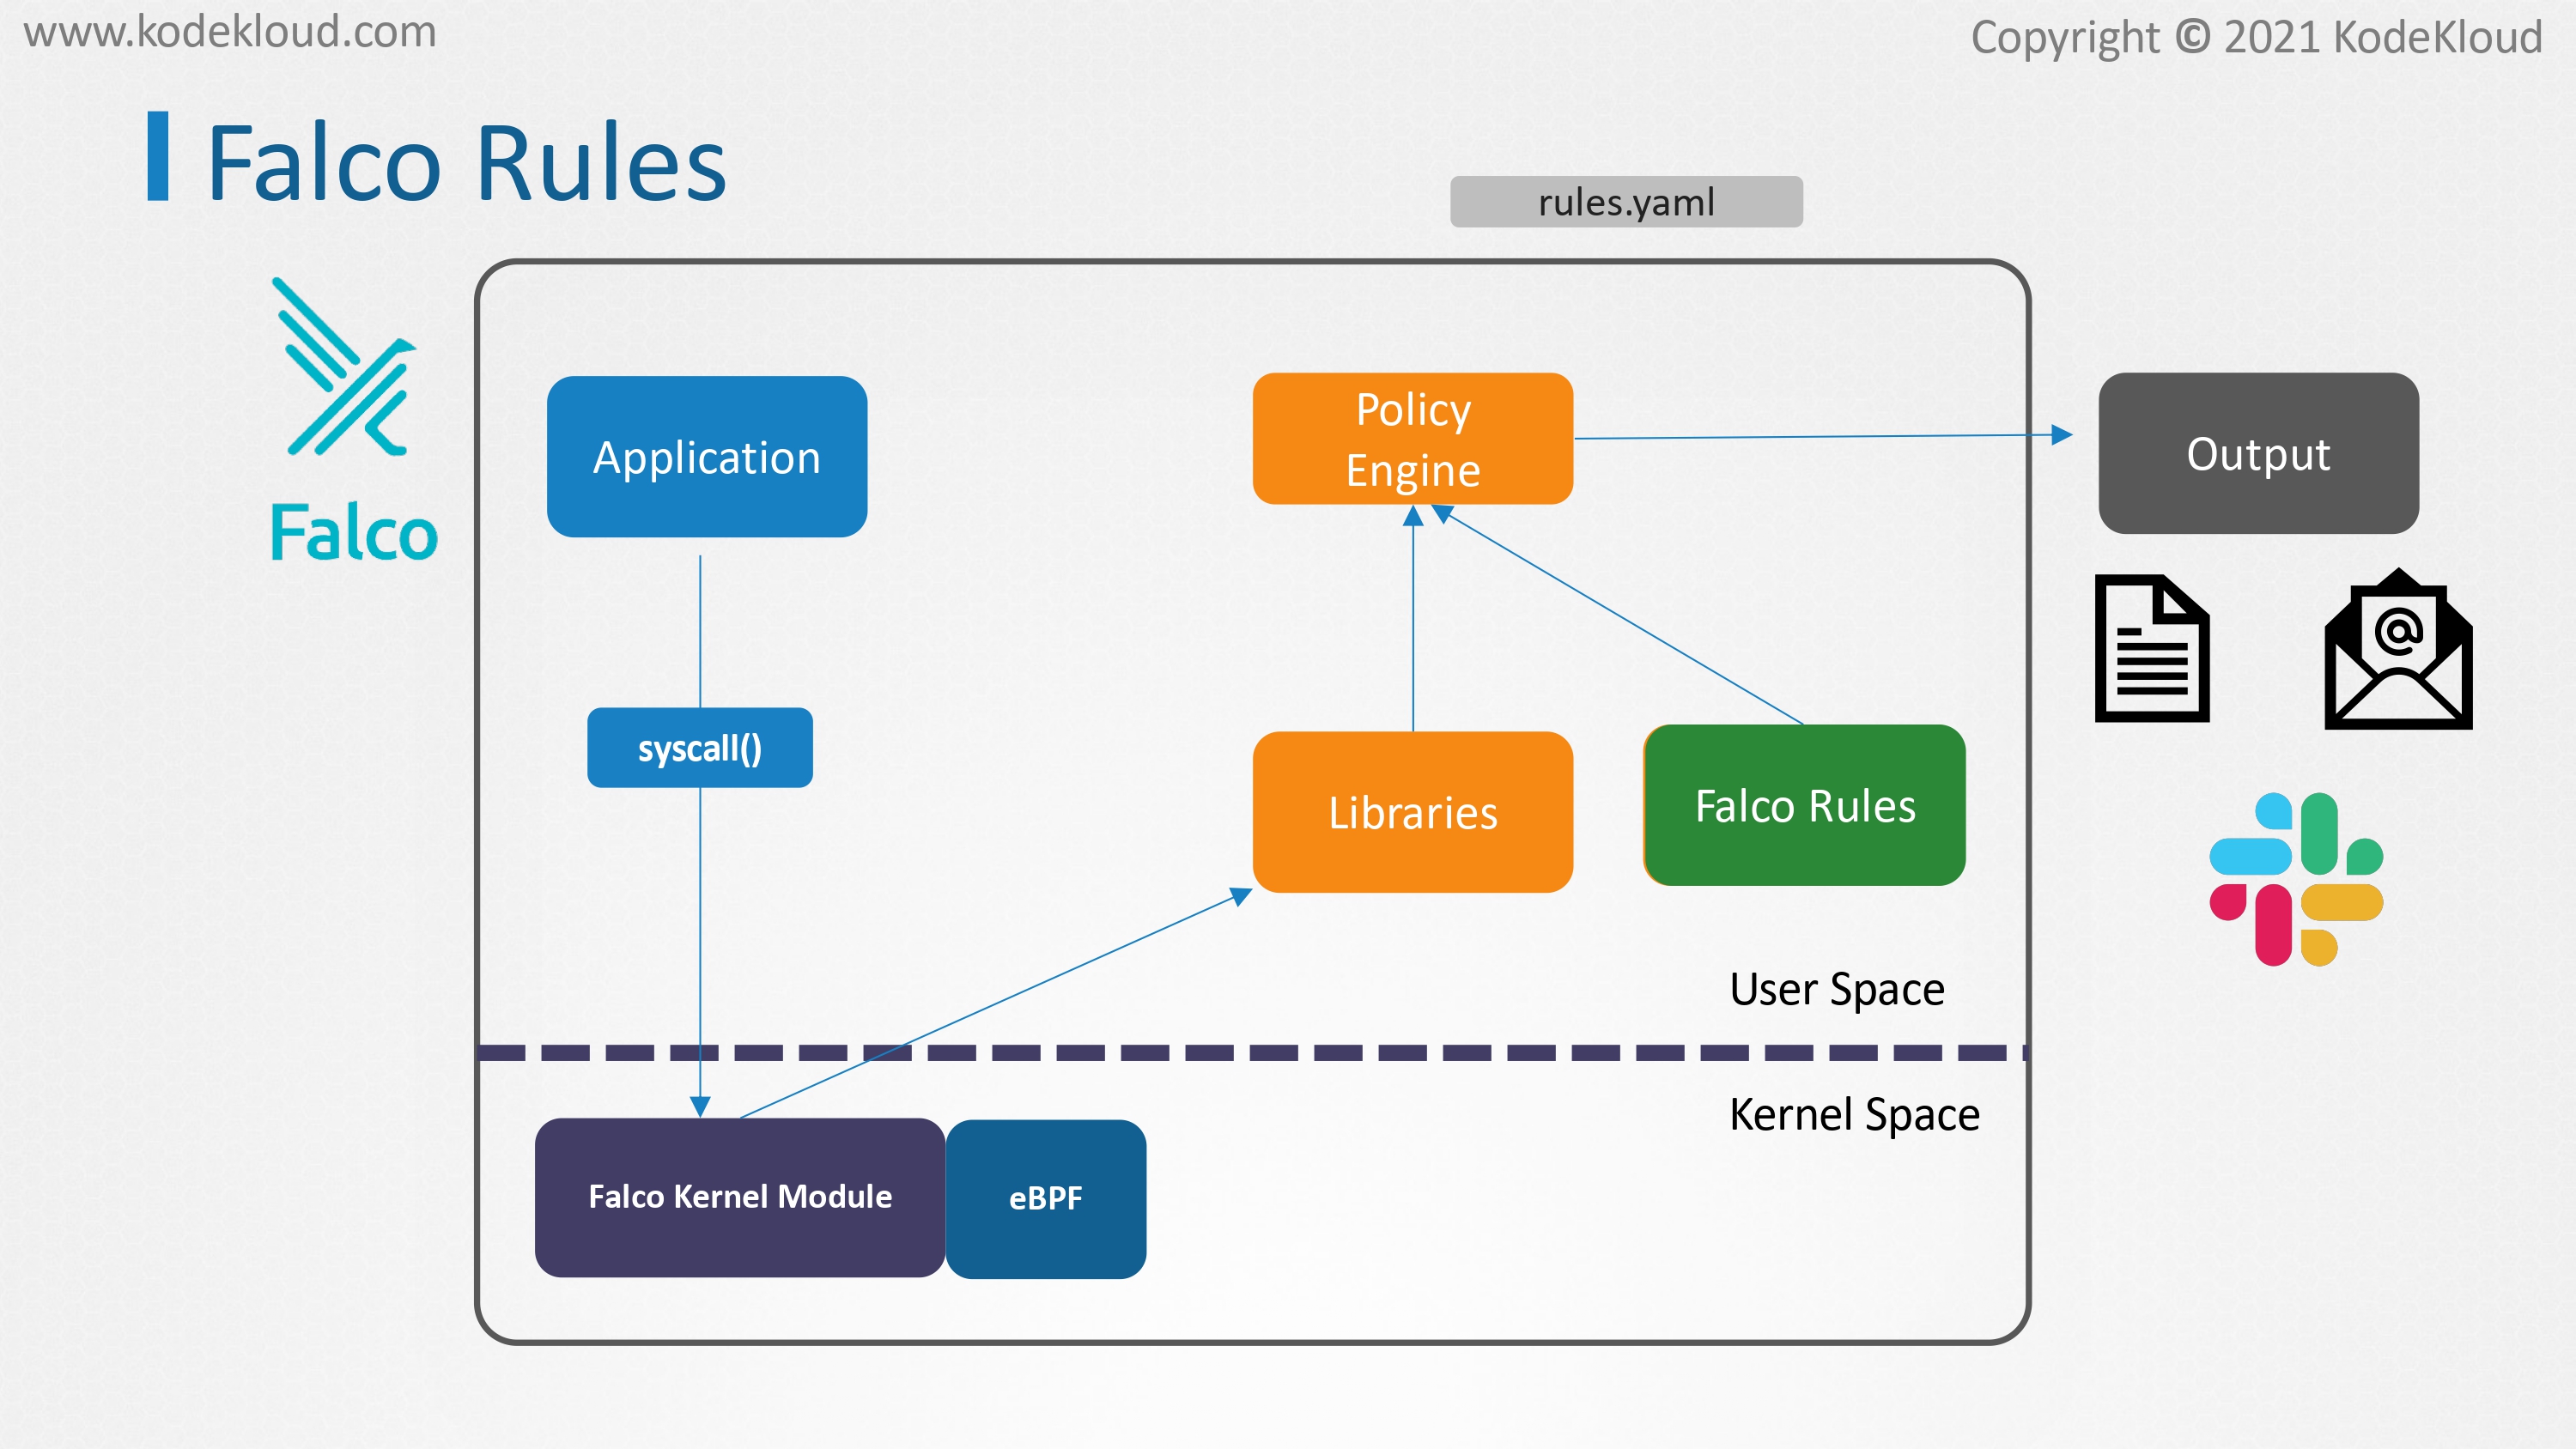 www.kodekloud.com
Copyright © 2021 KodeKloud
Falco Rules
rules.yaml
Falco
Application
Policy
Engine
Output
syscall()
Libraries
Falco Rules
User Space
Kernel Space
Falco Kernel Module
eBPF